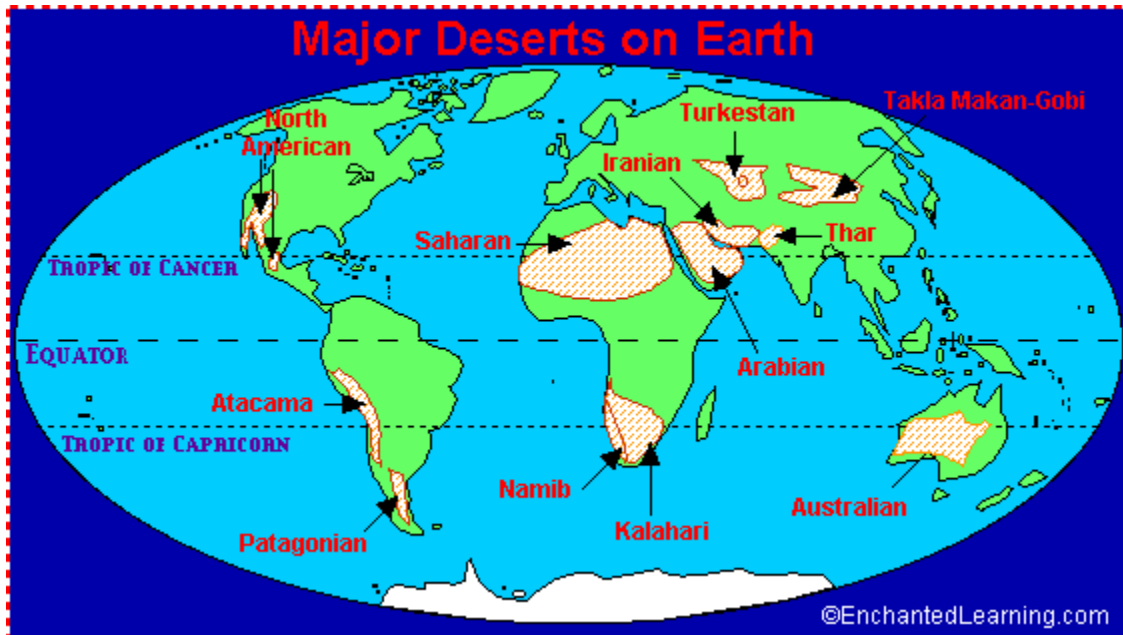 Major Deserts on Earth
Takla Makan-Gobi
Turkestan
North
American
Iranian
Thar
Saharan
Tropic of Cancer
Equator
Arabian
Atacama
Tropic of Capricorn
Namib
Australian
Kalahari
Patagonian
©EnchantedLearning.com